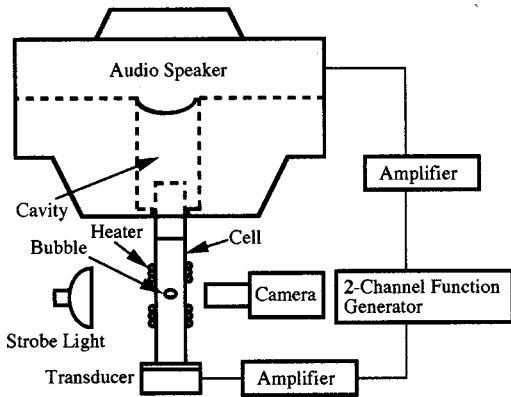 Audio Speaker
Amplifier
Cavity
Heater
Cell
Bubble
2-Channel Function
Generator
Camera
Strobe Light
Transducer
Amplifier